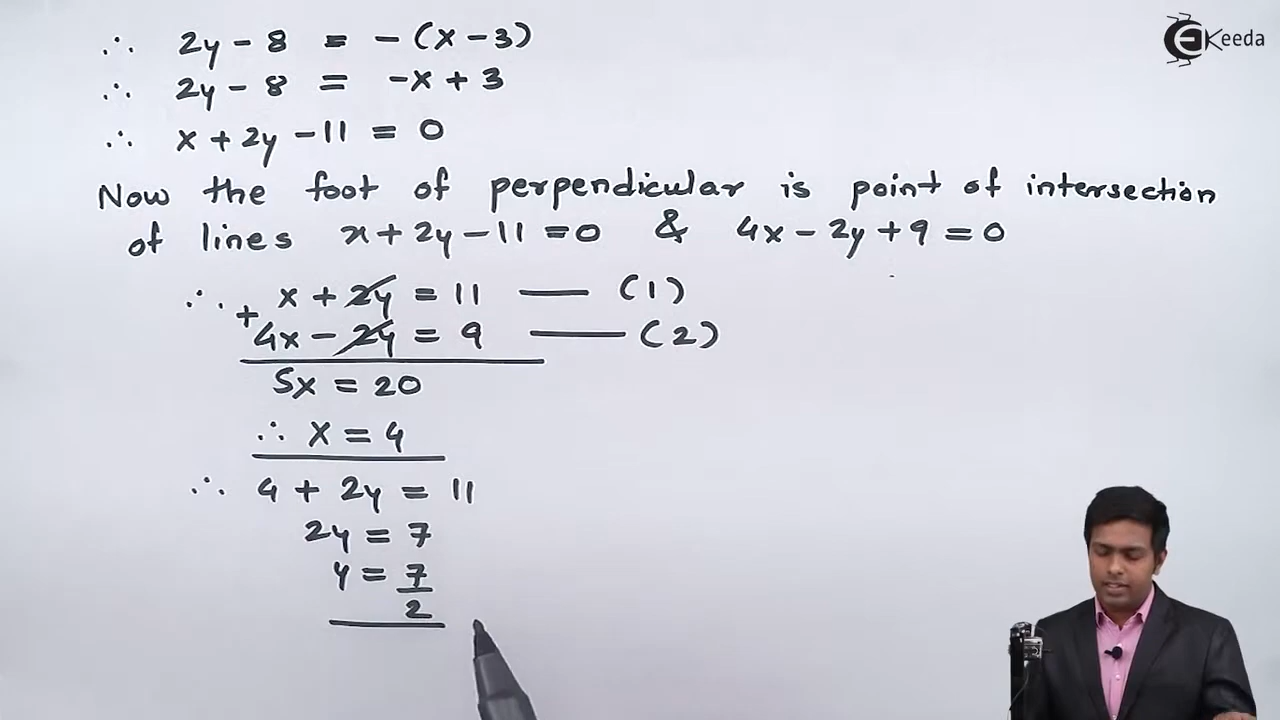 ∴ 2y - 8 = - (x - 3)
∴ 2y - 8 = -x + 3
∴ x + 2y - 11 = 0
Now the foot of perpendicular is point of intersection
of lines x + 2y - 11 = 0 & 4x - 2y + 9 = 0
∴ x + 2y = 11 —— (1)
+ 4x - 2y = 9 —— (2)
5x = 20
∴ x = 4
∴ 4 + 2y = 11
2y = 7
y = 7/2
EKeeda